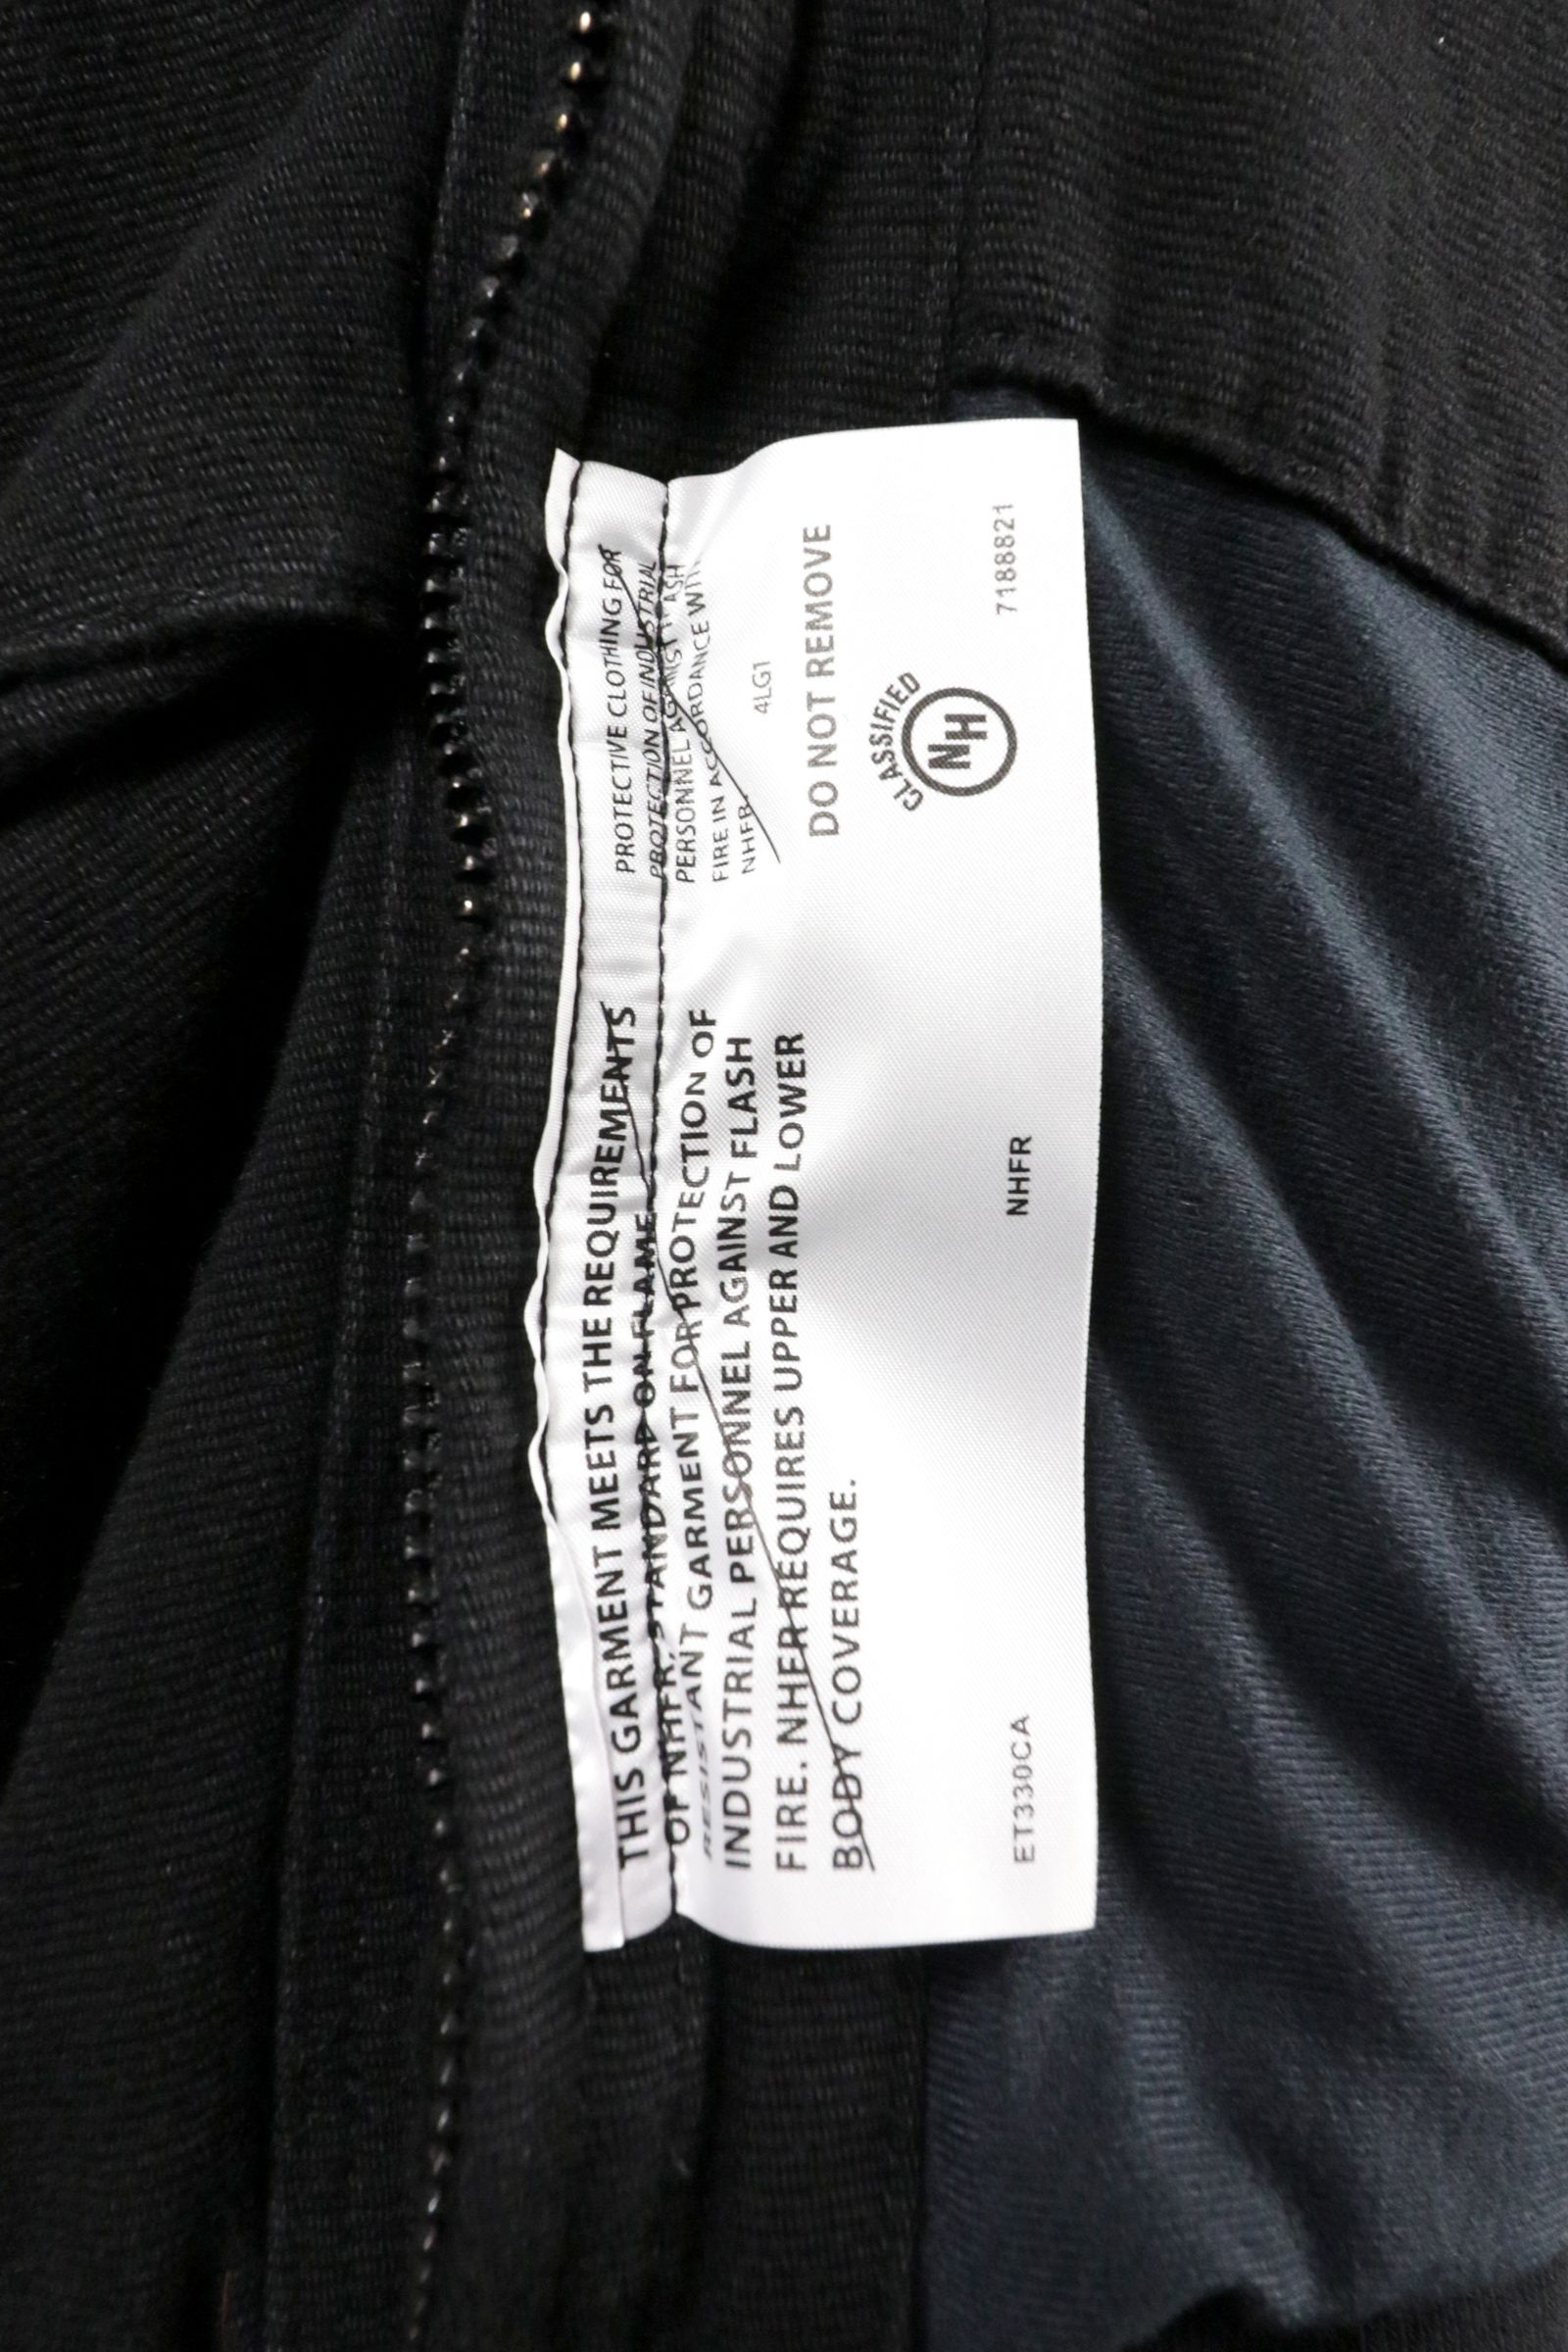 THIS GARMENT MEETS THE REQUIREMENTS
OF NHFR, STANDARD ON FLAME
RESISTANT GARMENT FOR PROTECTION OF
INDUSTRIAL PERSONNEL AGAINST FLASH
FIRE. NHFR REQUIRES UPPER AND LOWER
BODY COVERAGE.
ET330CA
NHFR
PROTECTIVE CLOTHING FOR
PROTECTION OF INDUSTRIAL
PERSONNEL AGAINST FLASH
FIRE IN ACCORDANCE WITH
NHFR.
4LG1
DO NOT REMOVE
CLASSIFIED
NH
7188821